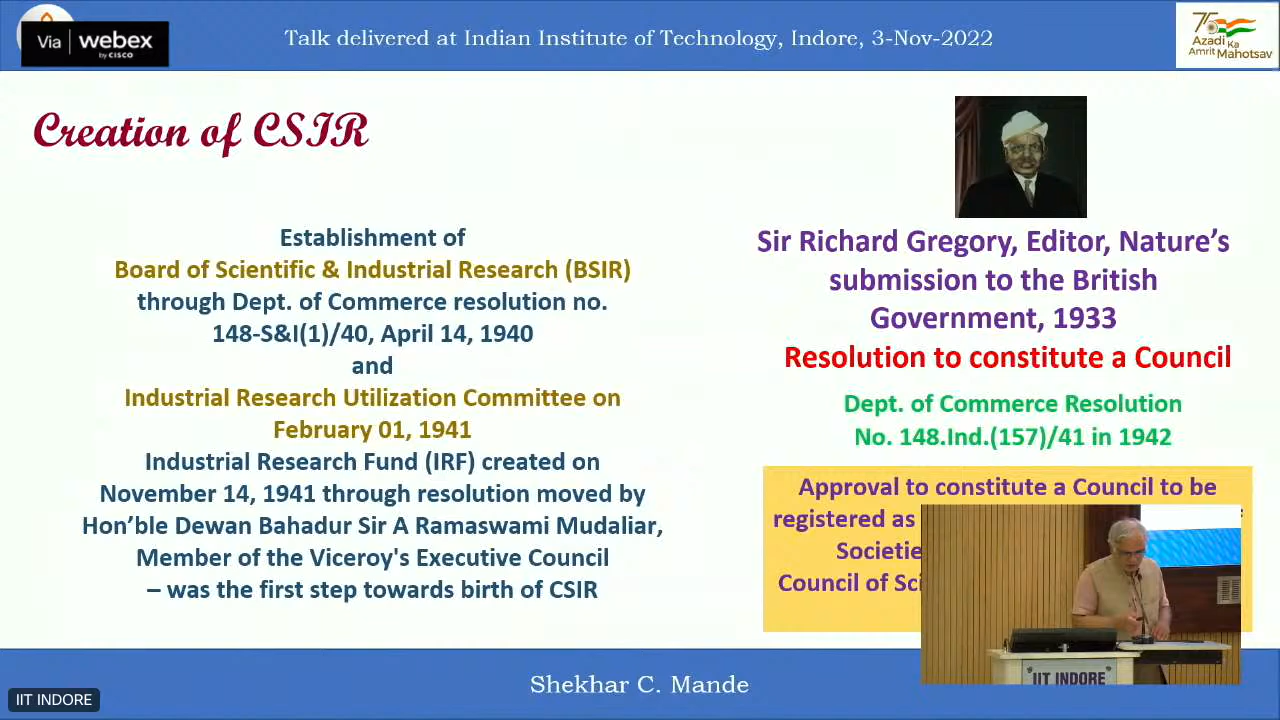 Via webex
by CISCO
Talk delivered at Indian Institute of Technology, Indore, 3-Nov-2022
75
Azadi Ka
Amrit Mahotsav
Creation of CSIR
Establishment of
Board of Scientific & Industrial Research (BSIR)
through Dept. of Commerce resolution no.
148-S&I(1)/40, April 14, 1940
and
Industrial Research Utilization Committee on
February 01, 1941
Industrial Research Fund (IRF) created on
November 14, 1941 through resolution moved by
Hon’ble Dewan Bahadur Sir A Ramaswami Mudaliar,
Member of the Viceroy's Executive Council
– was the first step towards birth of CSIR
Sir Richard Gregory, Editor, Nature’s
submission to the British
Government, 1933
Resolution to constitute a Council
Dept. of Commerce Resolution
No. 148.Ind.(157)/41 in 1942
Approval to constitute a Council to be
registered as
Societie
Council of Sci
IIT INDORE
Shekhar C. Mande
IIT INDORE